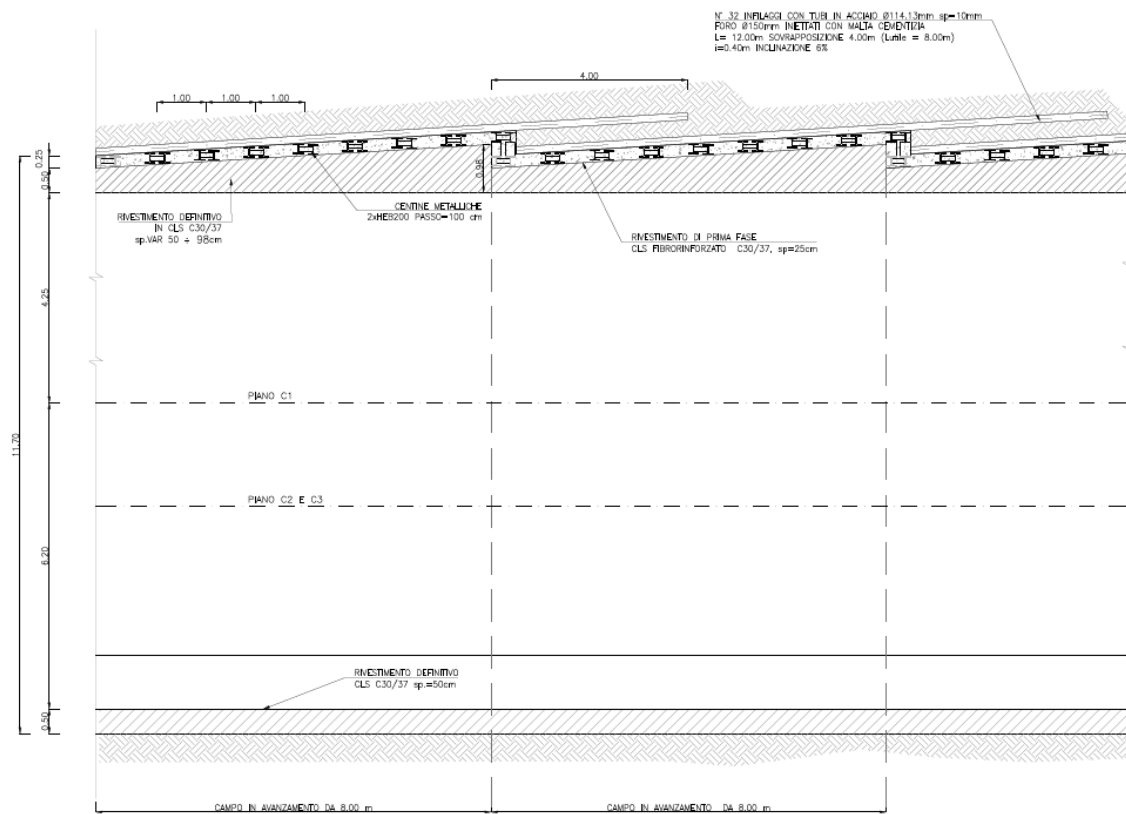 N° 32 INFILAGGI CON TUBI IN ACCIAIO Ø114.13mm sp=10mm
FORO Ø150mm INIETTATI CON MALTA CEMENTIZIA
L= 12.00m SOVRAPPOSIZIONE 4.00m (Lutile = 8.00m)
i=0.40m INCLINAZIONE 6%
4.00
1.00
1.00
1.00
0.25
0.50
0.98
CENTINE METALLICHE
2xHEB200 PASSO=100 cm
RIVESTIMENTO DEFINITIVO
IN CLS C30/37
sp.VAR 50 ÷ 98cm
RIVESTIMENTO DI PRIMA FASE
CLS FIBRORINFORZATO C30/37, sp=25cm
4.25
PIANO C1
11.70
PIANO C2 E C3
6.20
RIVESTIMENTO DEFINITIVO
CLS C30/37 sp.=50cm
0.50
CAMPO IN AVANZAMENTO DA 8.00 m
CAMPO IN AVANZAMENTO DA 8.00 m